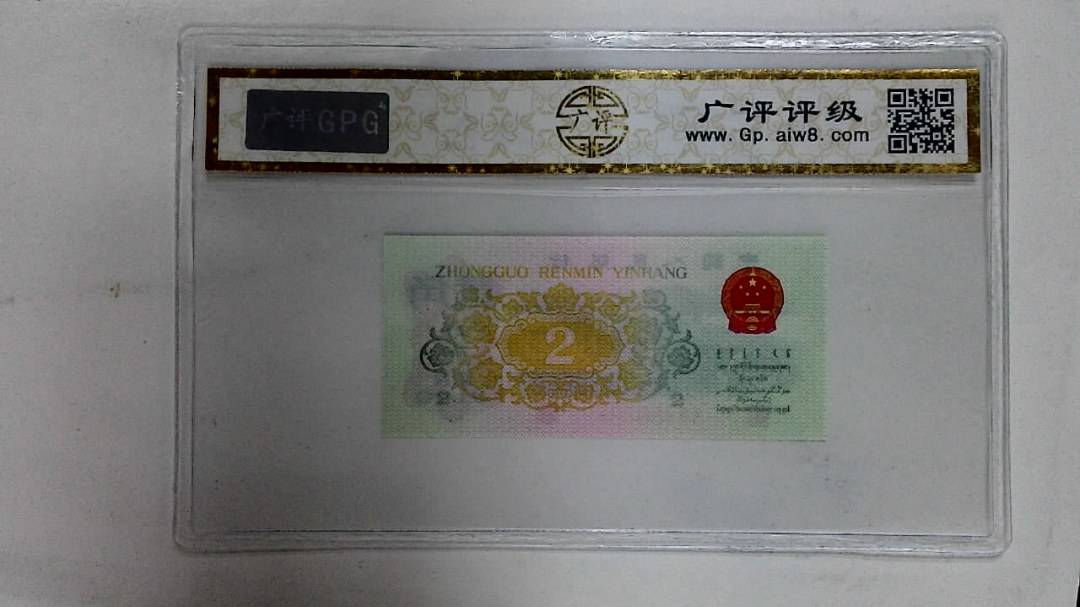 广评GPG
广评
广评评级
www.Gp.aiw8.com
ZHONGGUO RENMIN YINHANG
2
2 2